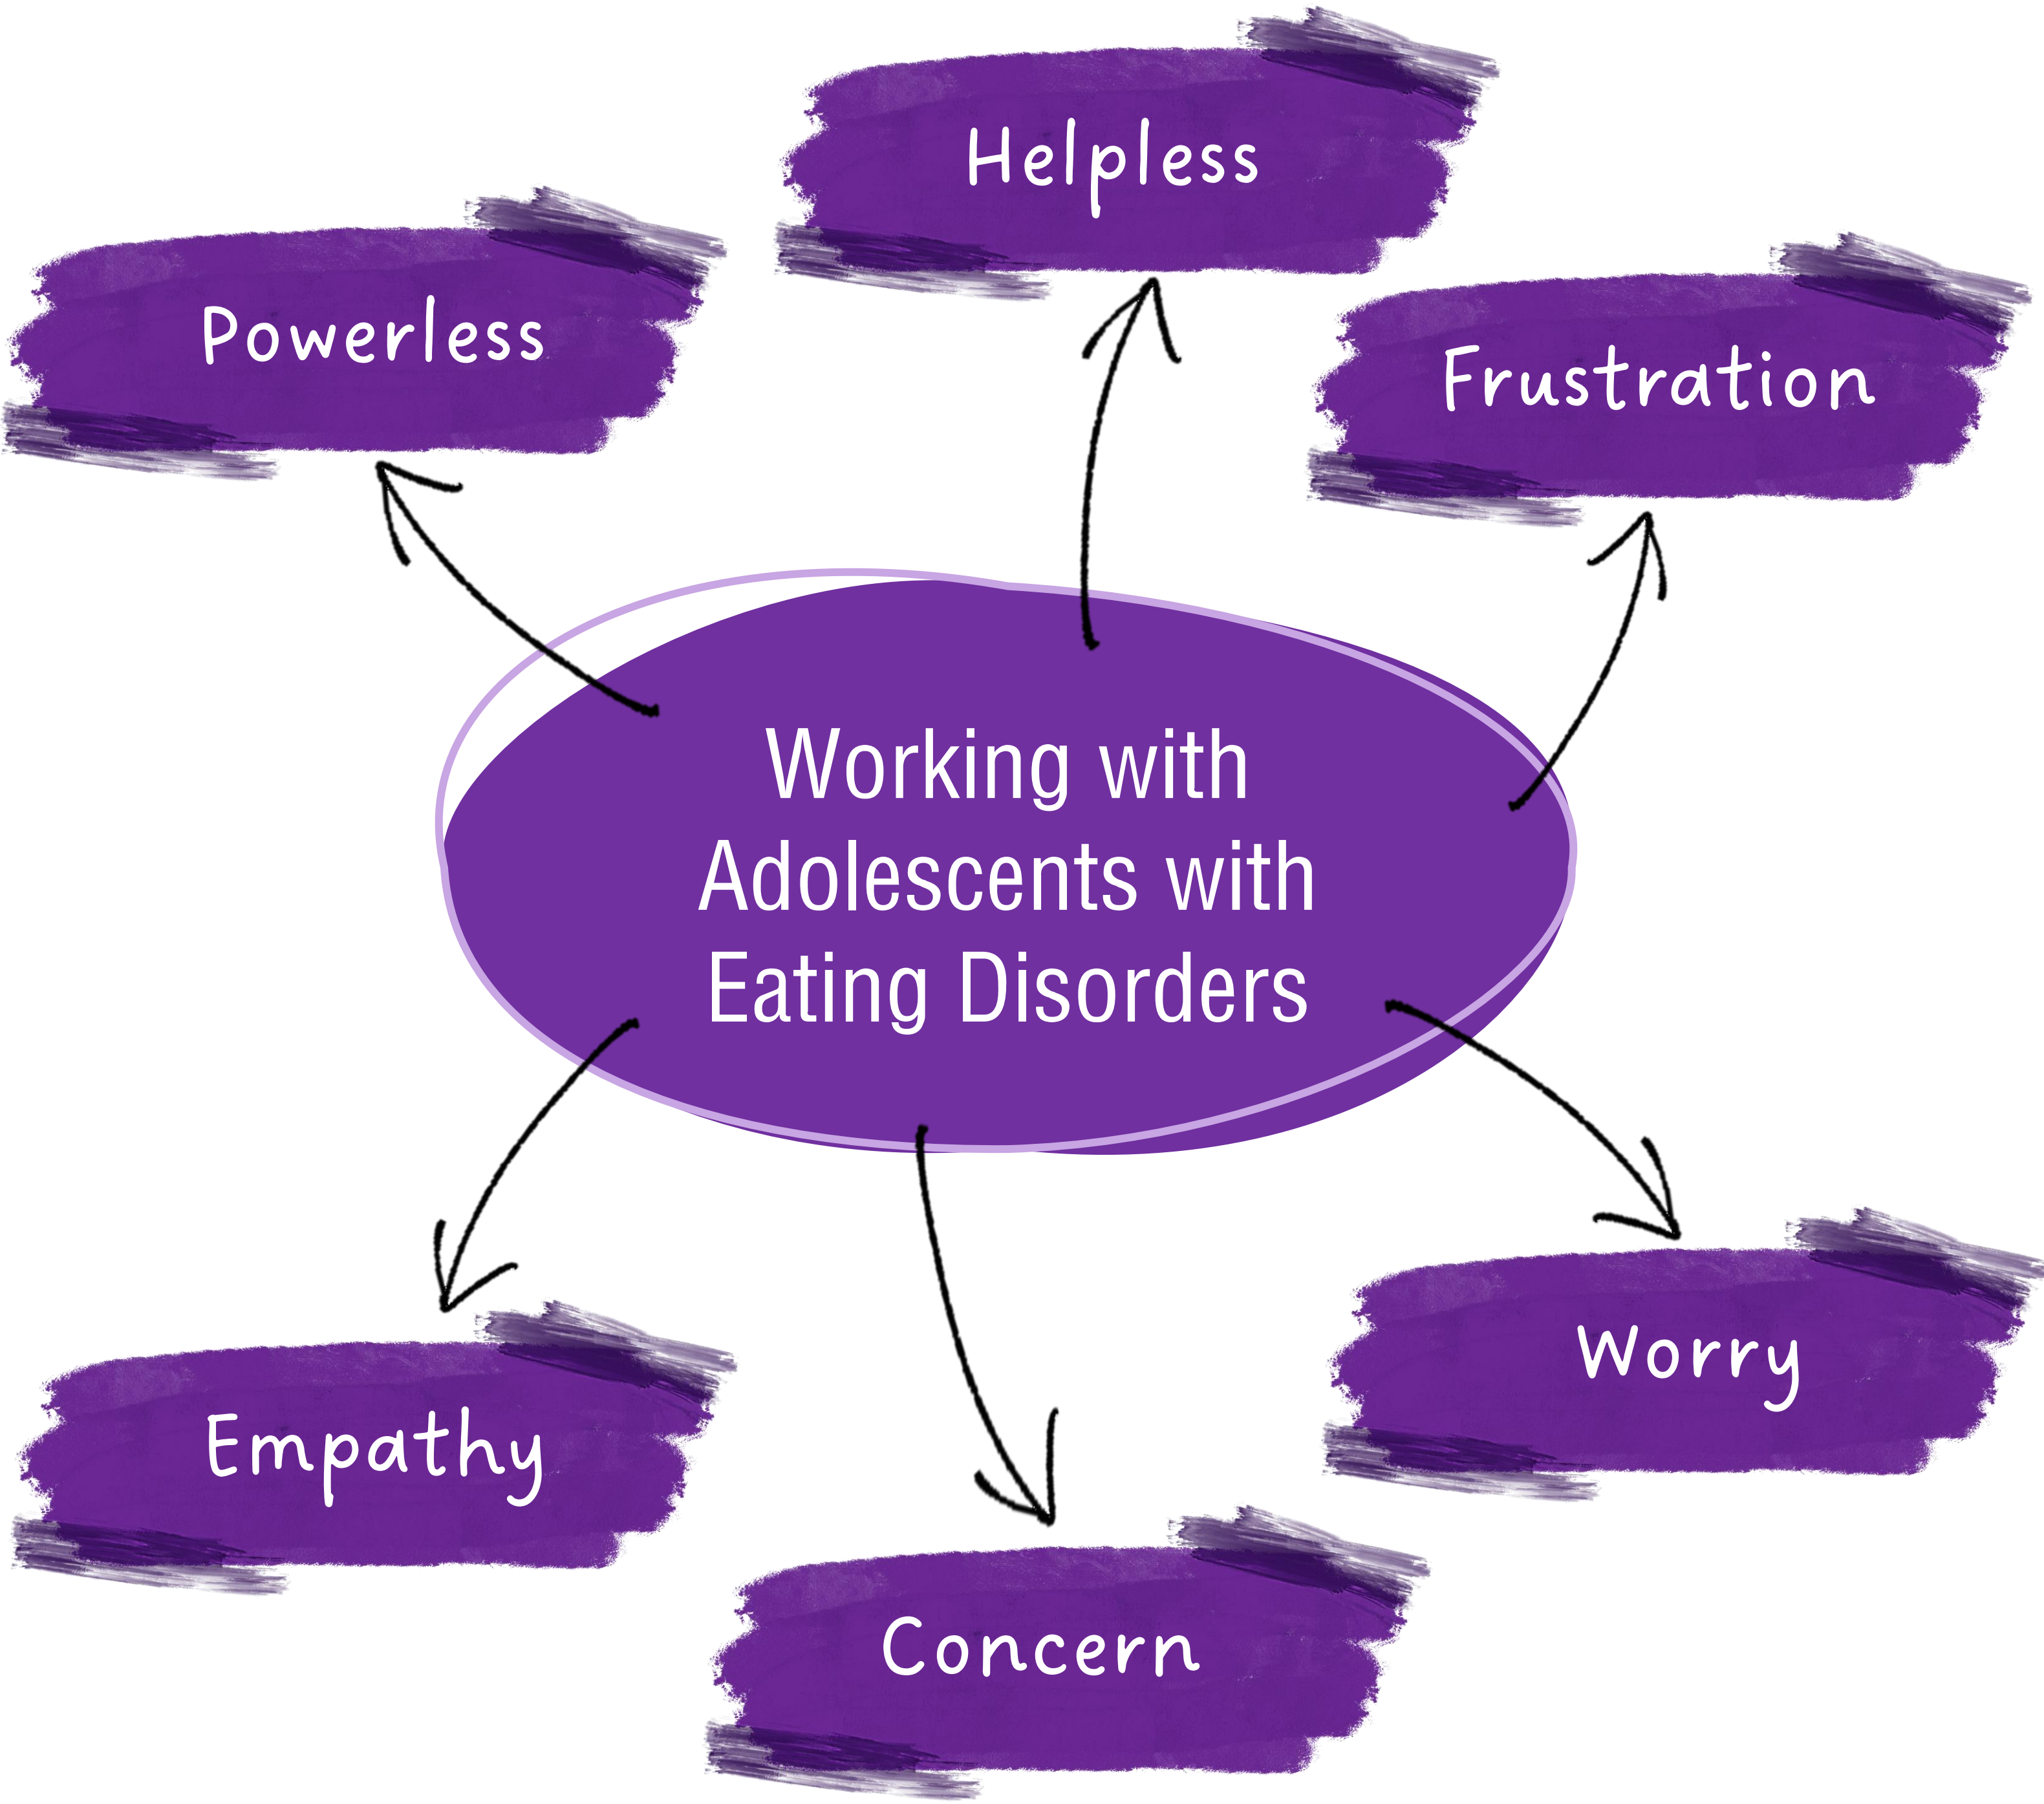 Helpless
Powerless
Frustration
Working with
Adolescents with
Eating Disorders
Worry
Empathy
Concern